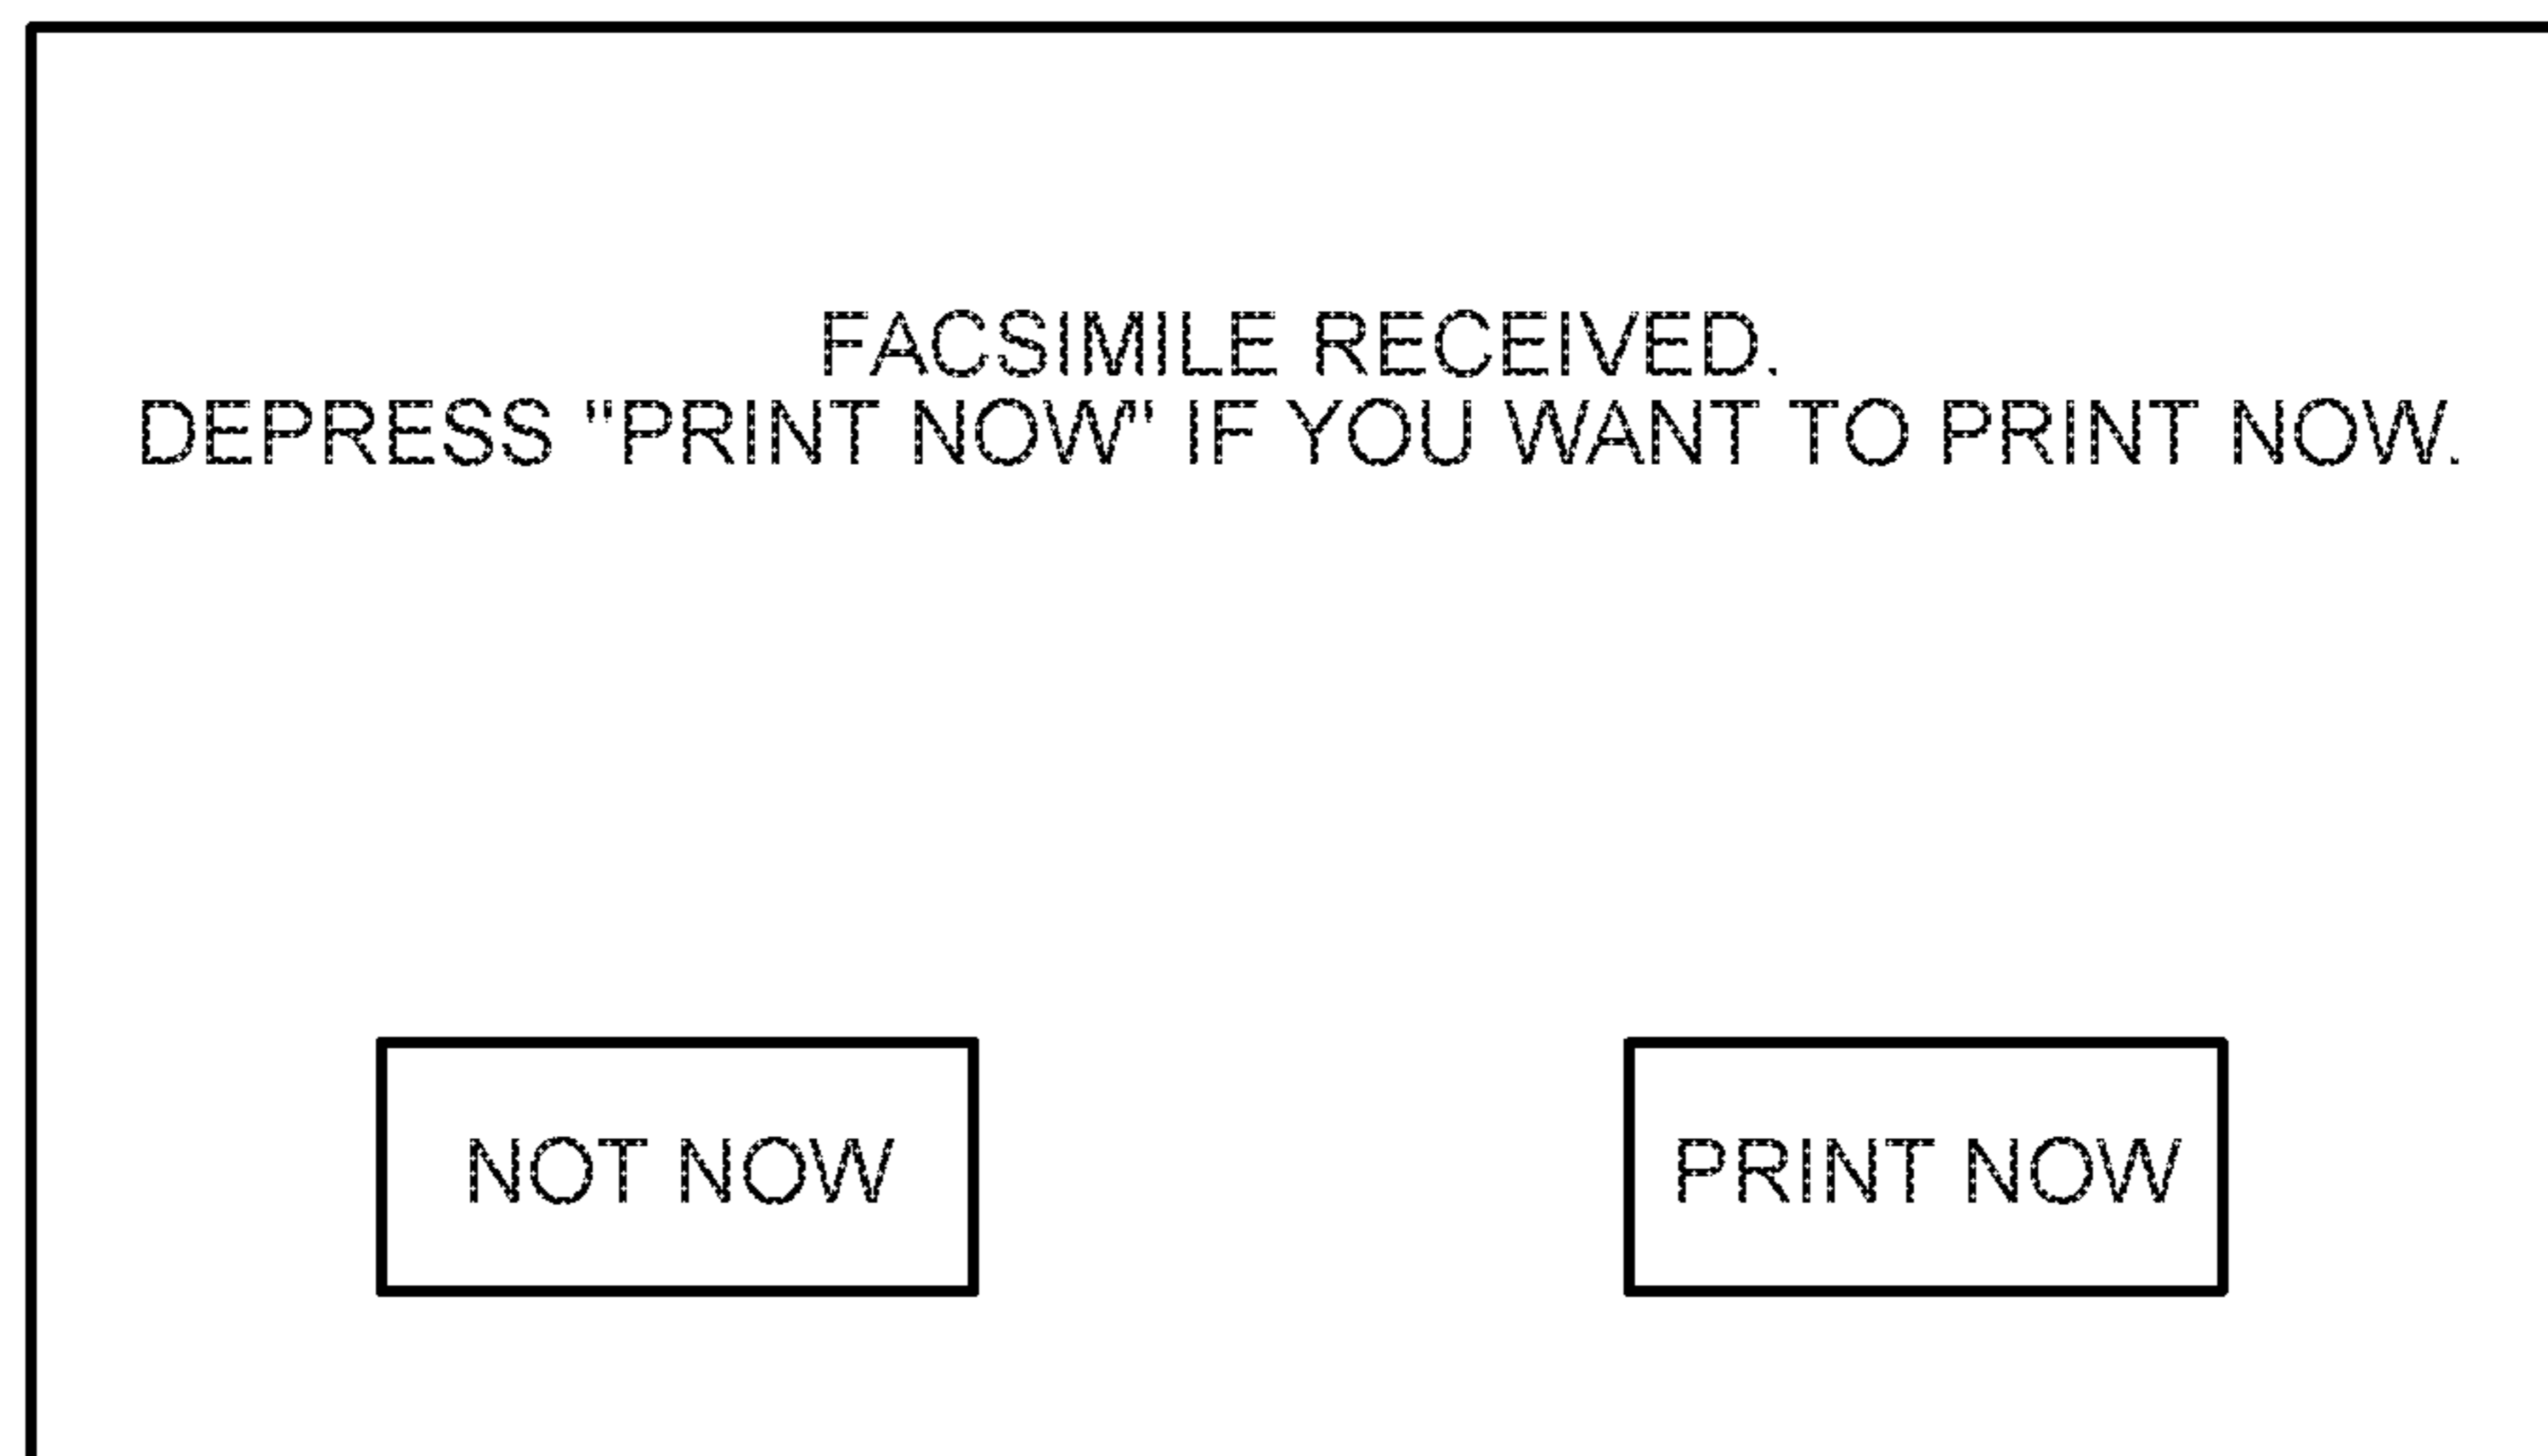 FACSIMILE RECEIVED.
DEPRESS "PRINT NOW" IF YOU WANT TO PRINT NOW.
NOT NOW
PRINT NOW